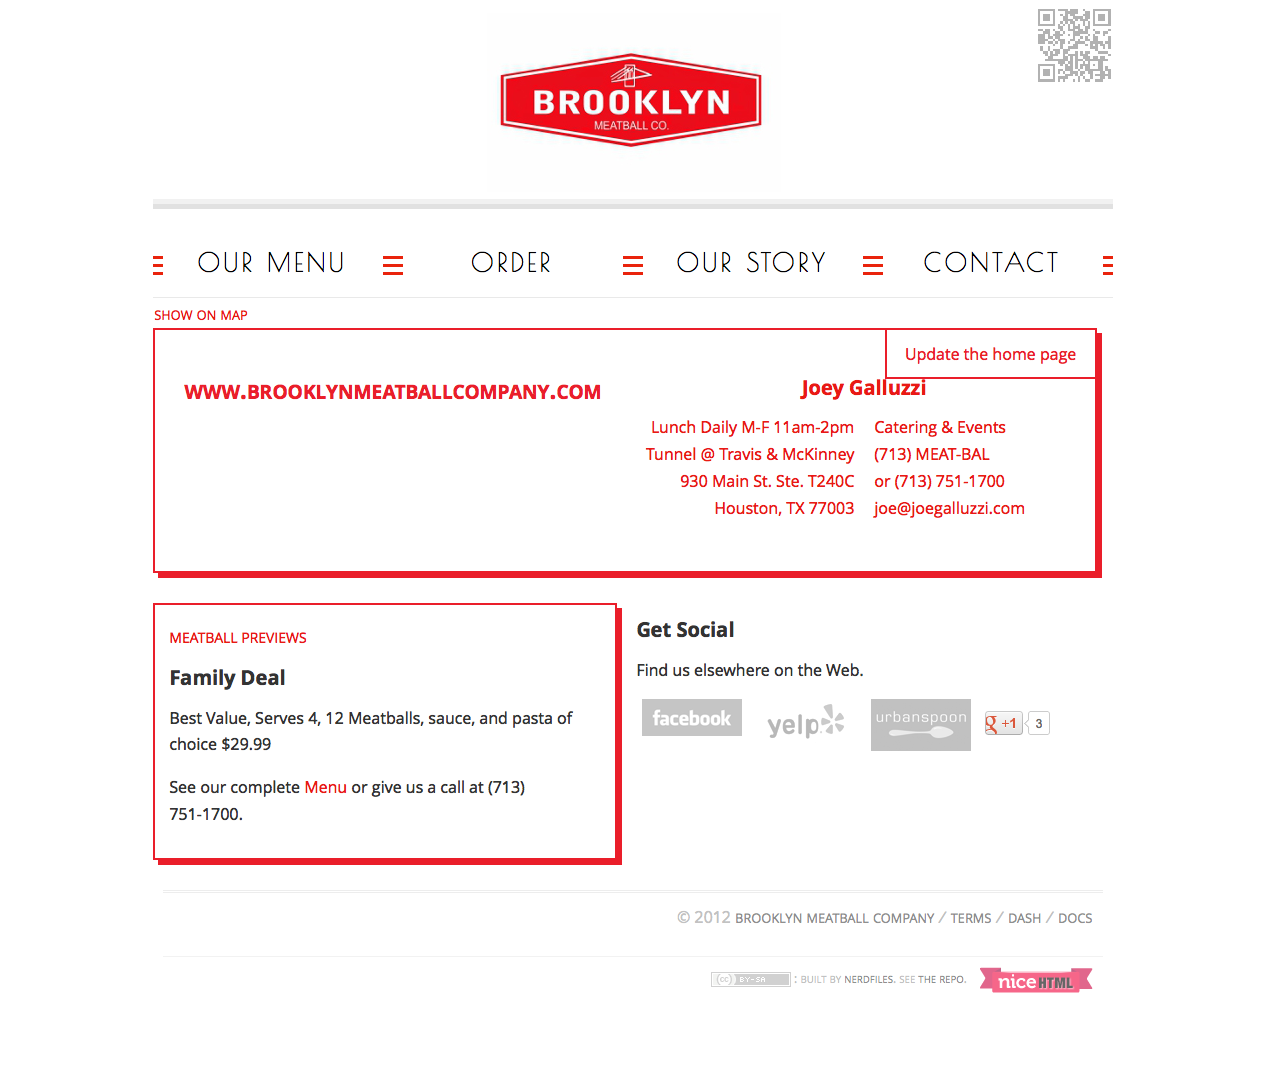 BROOKLYN
MEATBALL CO.
OUR MENU
ORDER
OUR STORY
CONTACT
SHOW ON MAP
Update the home page
WWW.BROOKLYNMEATBALLCOMPANY.COM
Joey Galluzzi
Lunch Daily M-F 11am-2pm
Tunnel @ Travis & McKinney
930 Main St. Ste. T240C
Houston, TX 77003
Catering & Events
(713) MEAT-BAL
or (713) 751-1700
joe@joegalluzzi.com
MEATBALL PREVIEWS
Family Deal
Best Value, Serves 4, 12 Meatballs, sauce, and pasta of
choice $29.99
See our complete Menu or give us a call at (713)
751-1700.
Get Social
Find us elsewhere on the Web.
facebook
yelp
urbanspoon
g +1
3
© 2012 BROOKLYN MEATBALL COMPANY / TERMS / DASH / DOCS
cc BY-SA : BUILT BY NERDFILES. SEE THE REPO.
nice HTML